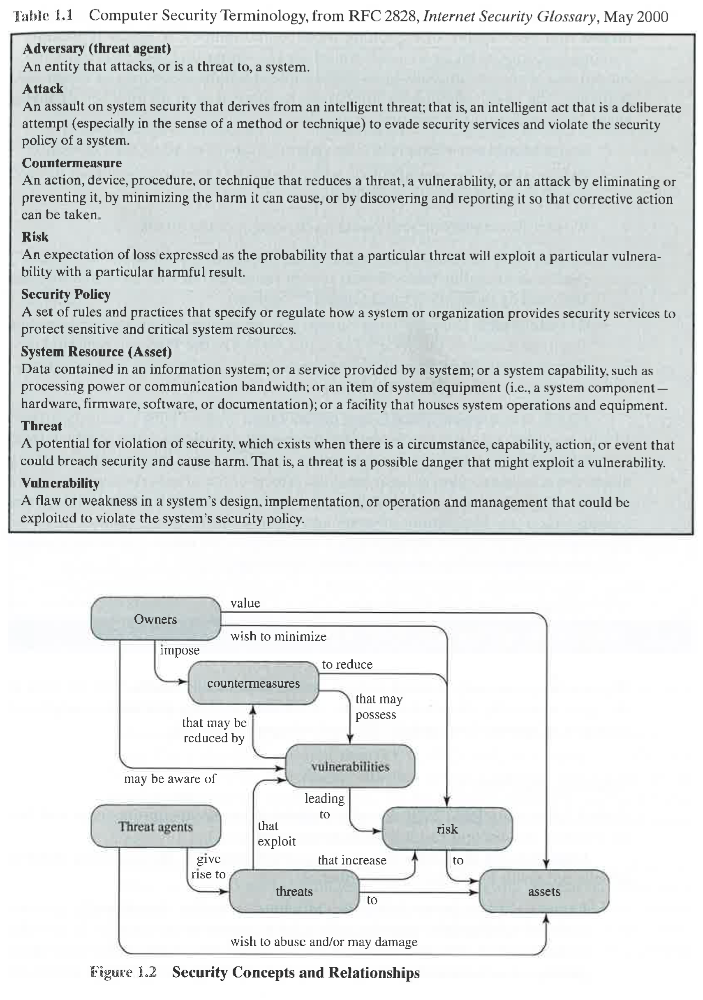 Table 1.1 Computer Security Terminology, from RFC 2828, Internet Security Glossary, May 2000
Adversary (threat agent)
An entity that attacks, or is a threat to, a system.
Attack
An assault on system security that derives from an intelligent threat; that is, an intelligent act that is a deliberate
attempt (especially in the sense of a method or technique) to evade security services and violate the security
policy of a system.
Countermeasure
An action, device, procedure, or technique that reduces a threat, a vulnerability, or an attack by eliminating or
preventing it, by minimizing the harm it can cause, or by discovering and reporting it so that corrective action
can be taken.
Risk
An expectation of loss expressed as the probability that a particular threat will exploit a particular vulnera-
bility with a particular harmful result.
Security Policy
A set of rules and practices that specify or regulate how a system or organization provides security services to
protect sensitive and critical system resources.
System Resource (Asset)
Data contained in an information system; or a service provided by a system; or a system capability, such as
processing power or communication bandwidth; or an item of system equipment (i.e., a system component—
hardware, firmware, software, or documentation); or a facility that houses system operations and equipment.
Threat
A potential for violation of security, which exists when there is a circumstance, capability, action, or event that
could breach security and cause harm. That is, a threat is a possible danger that might exploit a vulnerability.
Vulnerability
A flaw or weakness in a system's design, implementation, or operation and management that could be
exploited to violate the system's security policy.
value
Owners
wish to minimize
impose
to reduce
countermeasures
that may
possess
that may be
reduced by
vulnerabilities
may be aware of
leading
to
Threat agents
risk
that
exploit
give
rise to
that increase
to
threats
assets
to
wish to abuse and/or may damage
Figure 1.2 Security Concepts and Relationships